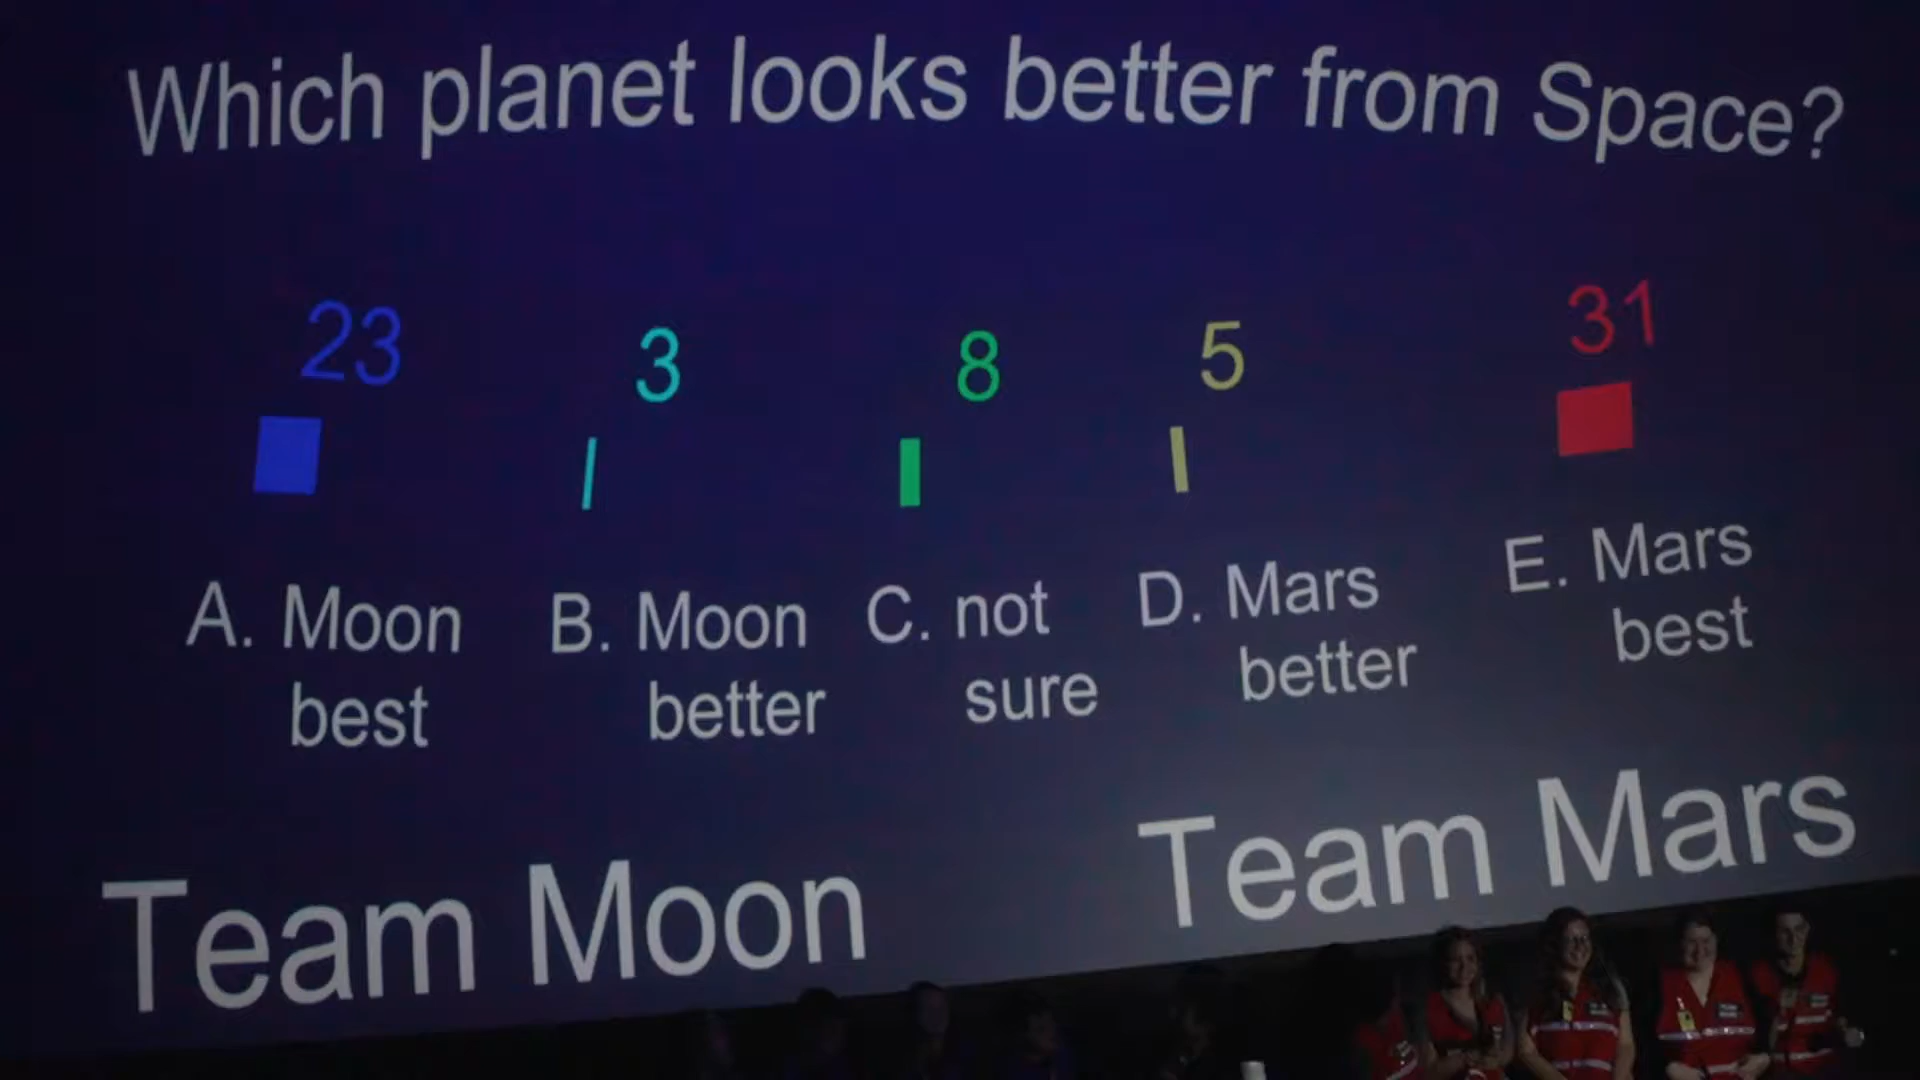 Which planet looks better from Space?
23 3 8 5 31
A. Moon best
B. Moon better
C. not sure
D. Mars better
E. Mars best
Team Moon
Team Mars